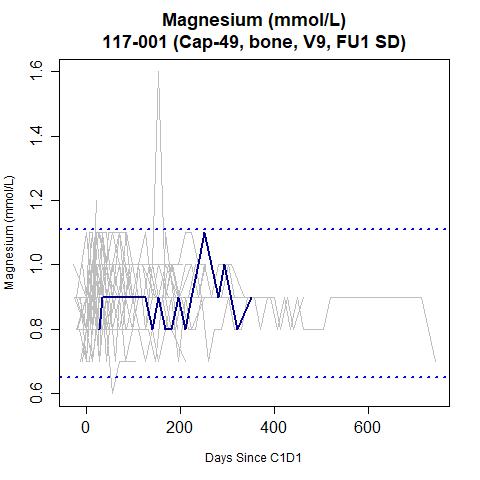 Magnesium (mmol/L)
117-001 (Cap-49, bone, V9, FU1 SD)
Magnesium (mmol/L)
1.6
1.4
1.2
1.0
0.8
0.6
0
200
400
600
Days Since C1D1